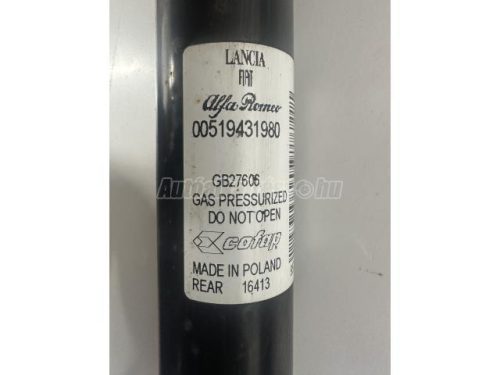 LANCIA
FIAT
Alfa Romeo
00519431980
GB27606
GAS PRESSURIZED
DO NOT OPEN
cofap
MADE IN POLAND
REAR 16413